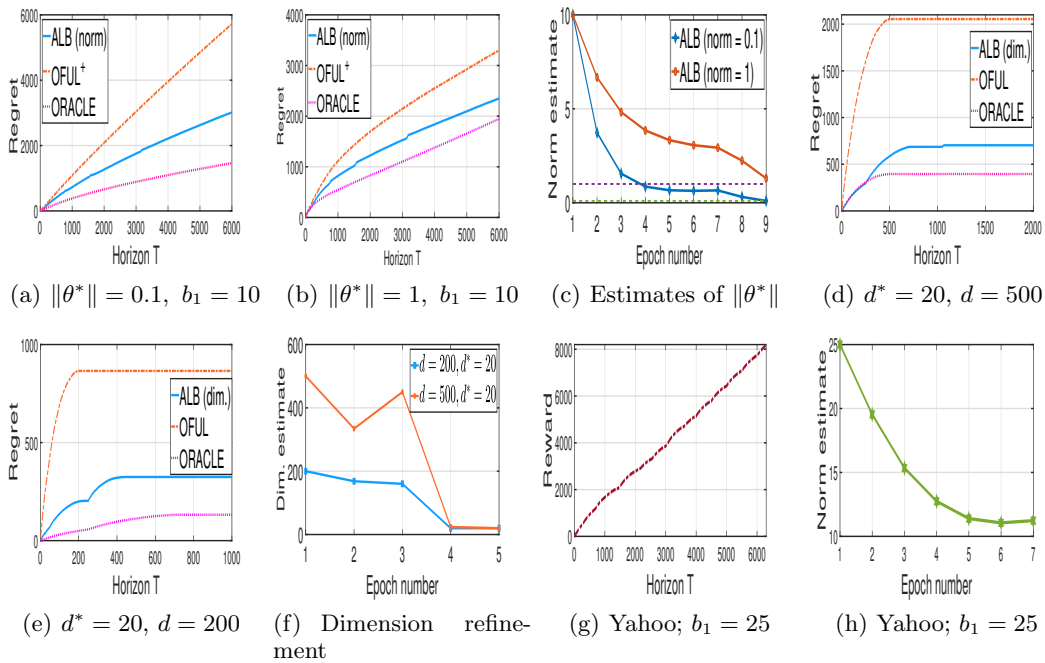 6000
4000
2000
0
Regret
ALB (norm)
OFUL+
ORACLE
0 1000 2000 3000 4000 5000 6000
Horizon T
(a) ‖θ*‖ = 0.1, b₁ = 10
4000
3000
2000
1000
0
Regret
ALB (norm)
OFUL+
ORACLE
0 1000 2000 3000 4000 5000 6000
Horizon T
(b) ‖θ*‖ = 1, b₁ = 10
10
5
0
Norm estimate
ALB (norm = 0.1)
ALB (norm = 1)
1 2 3 4 5 6 7 8 9
Epoch number
(c) Estimates of ‖θ*‖
2000
1500
1000
500
0
Regret
ALB (dim.)
OFUL
ORACLE
0 500 1000 1500 2000
Horizon T
(d) d* = 20, d = 500
1000
500
0
Regret
ALB (dim.)
OFUL
ORACLE
0 200 400 600 800 1000
Horizon T
(e) d* = 20, d = 200
600
400
200
0
Dim. estimate
d = 200, d* = 20
d = 500, d* = 20
1 2 3 4 5
Epoch number
(f) Dimension refine-
ment
8000
6000
4000
2000
0
Reward
0 1000 2000 3000 4000 5000 6000
Horizon T
(g) Yahoo; b₁ = 25
25
20
15
10
Norm estimate
1 2 3 4 5 6 7
Epoch number
(h) Yahoo; b₁ = 25